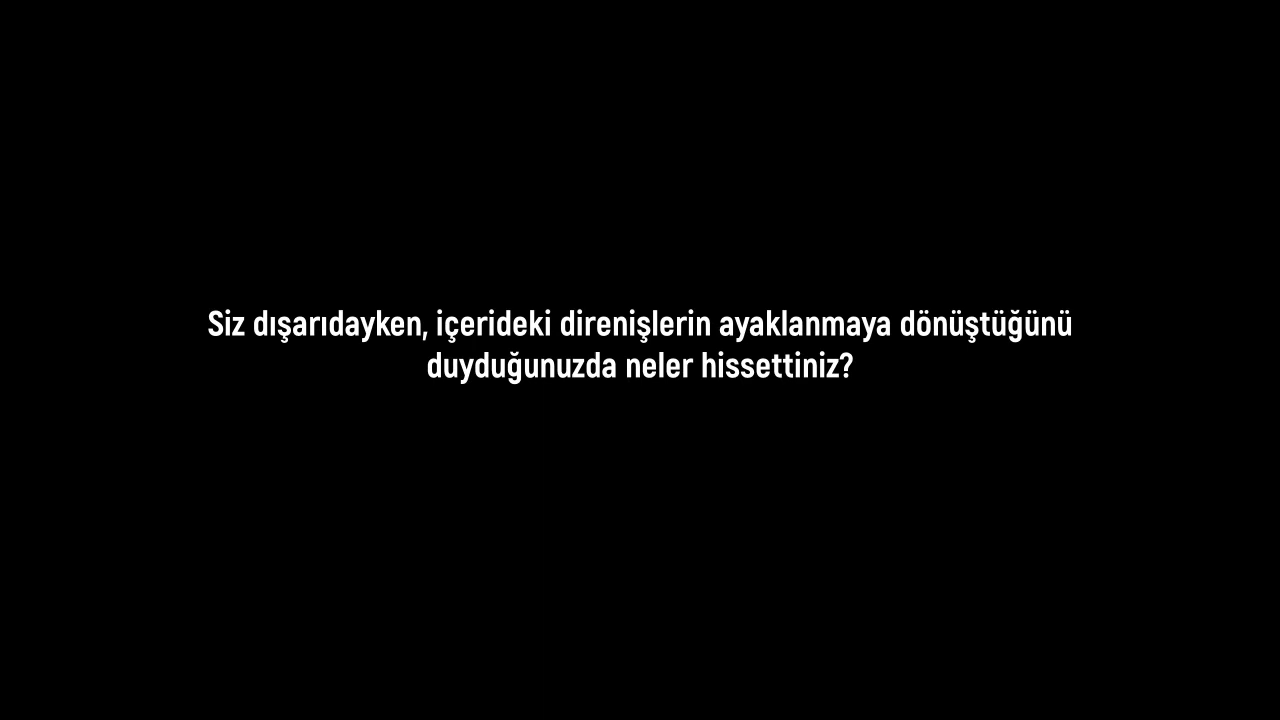 Siz dışarıdayken, içerideki direnişlerin ayaklanmaya dönüştüğünü
duyduğunuzda neler hissettiniz?